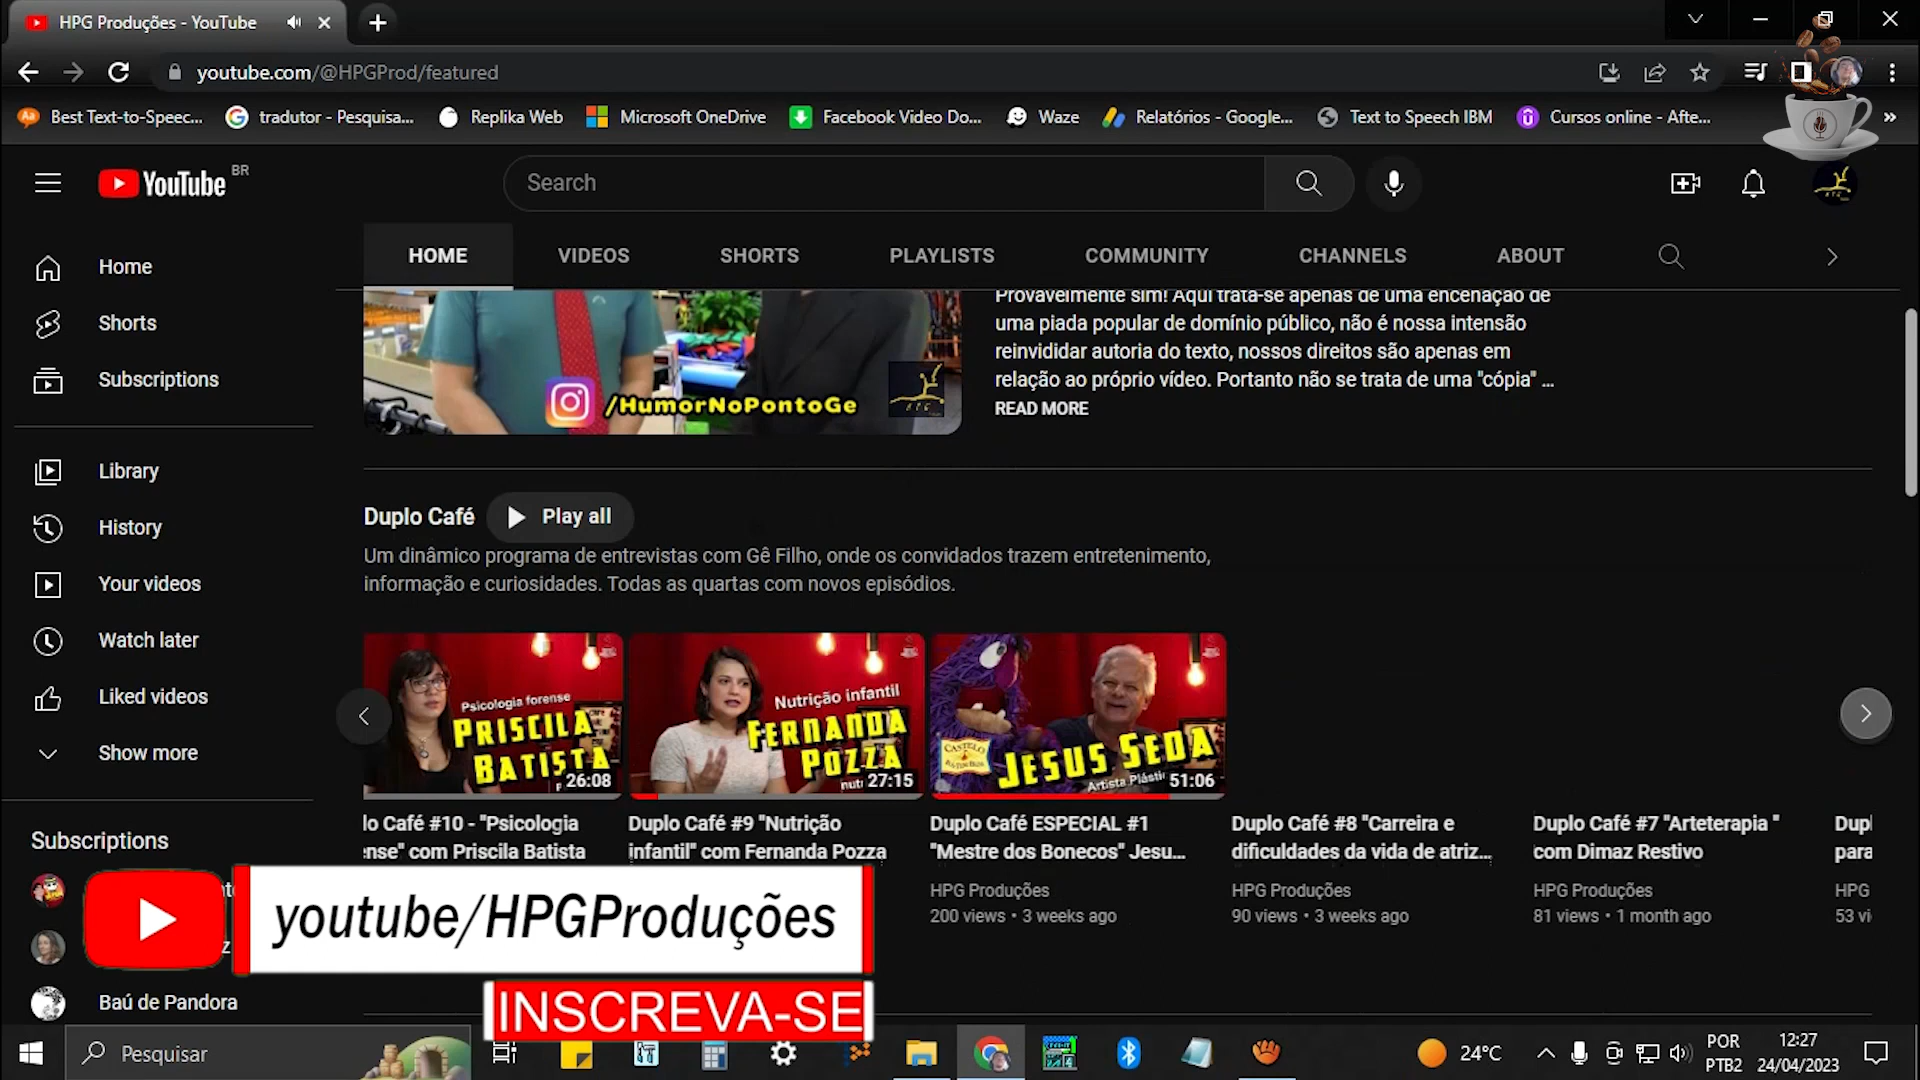 HPG Produções - YouTube
youtube.com/@HPGProd/featured
Best Text-to-Speec...
tradutor - Pesquisa...
Replika Web
Microsoft OneDrive
Facebook Video Do...
Waze
Relatórios - Google...
Text to Speech IBM
Cursos online - Afte...
YouTube BR
Search
HOME
VIDEOS
SHORTS
PLAYLISTS
COMMUNITY
CHANNELS
ABOUT
Home
Shorts
Subscriptions
Library
History
Your videos
Watch later
Liked videos
Show more
Subscriptions
Baú de Pandora
/HumorNoPontoGe
Provavelmente sim! Aqui trata-se apenas de uma encenação de
uma piada popular de domínio público, não é nossa intensão
reinvididar autoria do texto, nossos direitos são apenas em
relação ao próprio vídeo. Portanto não se trata de uma "cópia" ...
READ MORE
Duplo Café
Play all
Um dinâmico programa de entrevistas com Gê Filho, onde os convidados trazem entretenimento,
informação e curiosidades. Todas as quartas com novos episódios.
Psicologia forense
PRISCILA
BATISTA
26:08
Nutrição infantil
FERNANDA
POZZA
27:15
CASTELO
JESUS SEDA
Artista Plásti
51:06
lo Café #10 - "Psicologia
ense" com Priscila Batista
Duplo Café #9 "Nutrição
infantil" com Fernanda Pozza
Duplo Café ESPECIAL #1
"Mestre dos Bonecos" Jesu...
HPG Produções
200 views • 3 weeks ago
Duplo Café #8 "Carreira e
dificuldades da vida de atriz...
HPG Produções
90 views • 3 weeks ago
Duplo Café #7 "Arteterapia "
com Dimaz Restivo
HPG Produções
81 views • 1 month ago
Dupl
para
HPG
53 vi
youtube/HPGProduções
INSCREVA-SE
Pesquisar
24°C
POR
PTB2
12:27
24/04/2023